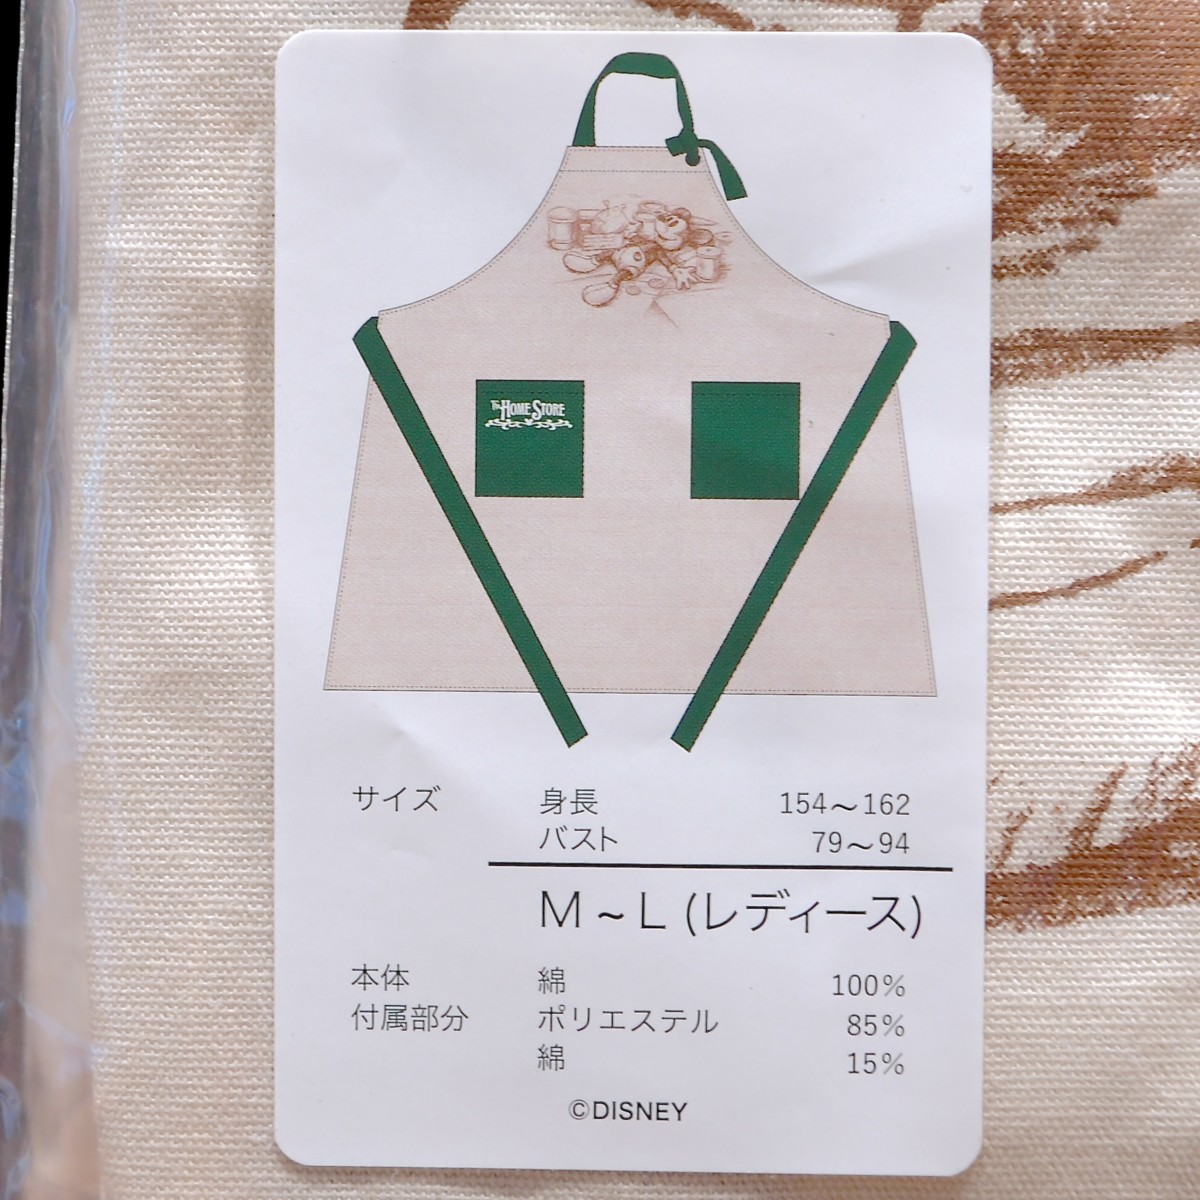 The HOME STORE
サイズ 身長 154～162
バスト 79～94
M ~ L (レディース)
本体 綿 100%
付属部分 ポリエステル 85%
綿 15%
©DISNEY